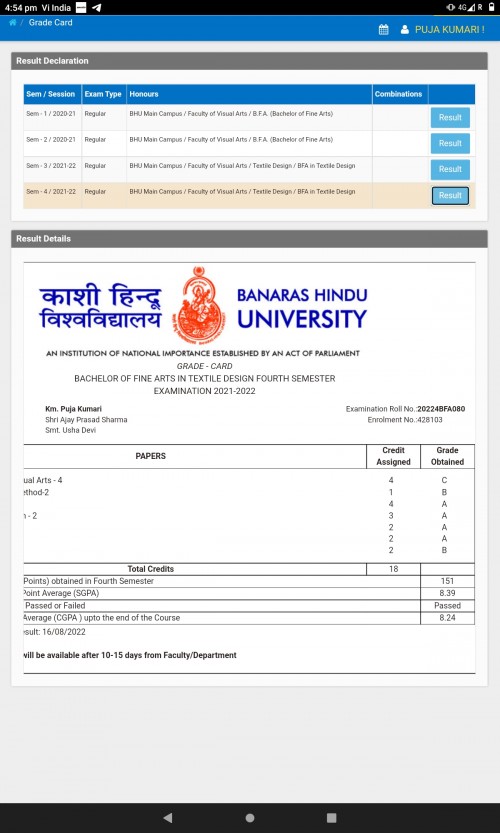 4:54 pm Vi India
4G R
/ Grade Card
PUJA KUMARI !
Result Declaration
Sem / Session Exam Type Honours Combinations
Sem - 1 / 2020-21 Regular BHU Main Campus / Faculty of Visual Arts / B.F.A. (Bachelor of Fine Arts) Result
Sem - 2 / 2020-21 Regular BHU Main Campus / Faculty of Visual Arts / B.F.A. (Bachelor of Fine Arts) Result
Sem - 3 / 2021-22 Regular BHU Main Campus / Faculty of Visual Arts / Textile Design / BFA in Textile Design Result
Sem - 4 / 2021-22 Regular BHU Main Campus / Faculty of Visual Arts / Textile Design / BFA in Textile Design Result
Result Details
काशी हिन्दू
विश्वविद्यालय
BANARAS HINDU
UNIVERSITY
AN INSTITUTION OF NATIONAL IMPORTANCE ESTABLISHED BY AN ACT OF PARLIAMENT
GRADE - CARD
BACHELOR OF FINE ARTS IN TEXTILE DESIGN FOURTH SEMESTER
EXAMINATION 2021-2022
Km. Puja Kumari Examination Roll No.:20224BFA080
Shri Ajay Prasad Sharma Enrolment No.:428103
Smt. Usha Devi
PAPERS Credit Assigned Grade Obtained
ual Arts - 4 4 C
ethod-2 1 B
4 A
n - 2 3 A
2 A
2 A
2 B
Total Credits 18
Points) obtained in Fourth Semester 151
Point Average (SGPA) 8.39
Passed or Failed Passed
Average (CGPA ) upto the end of the Course 8.24
esult: 16/08/2022
will be available after 10-15 days from Faculty/Department